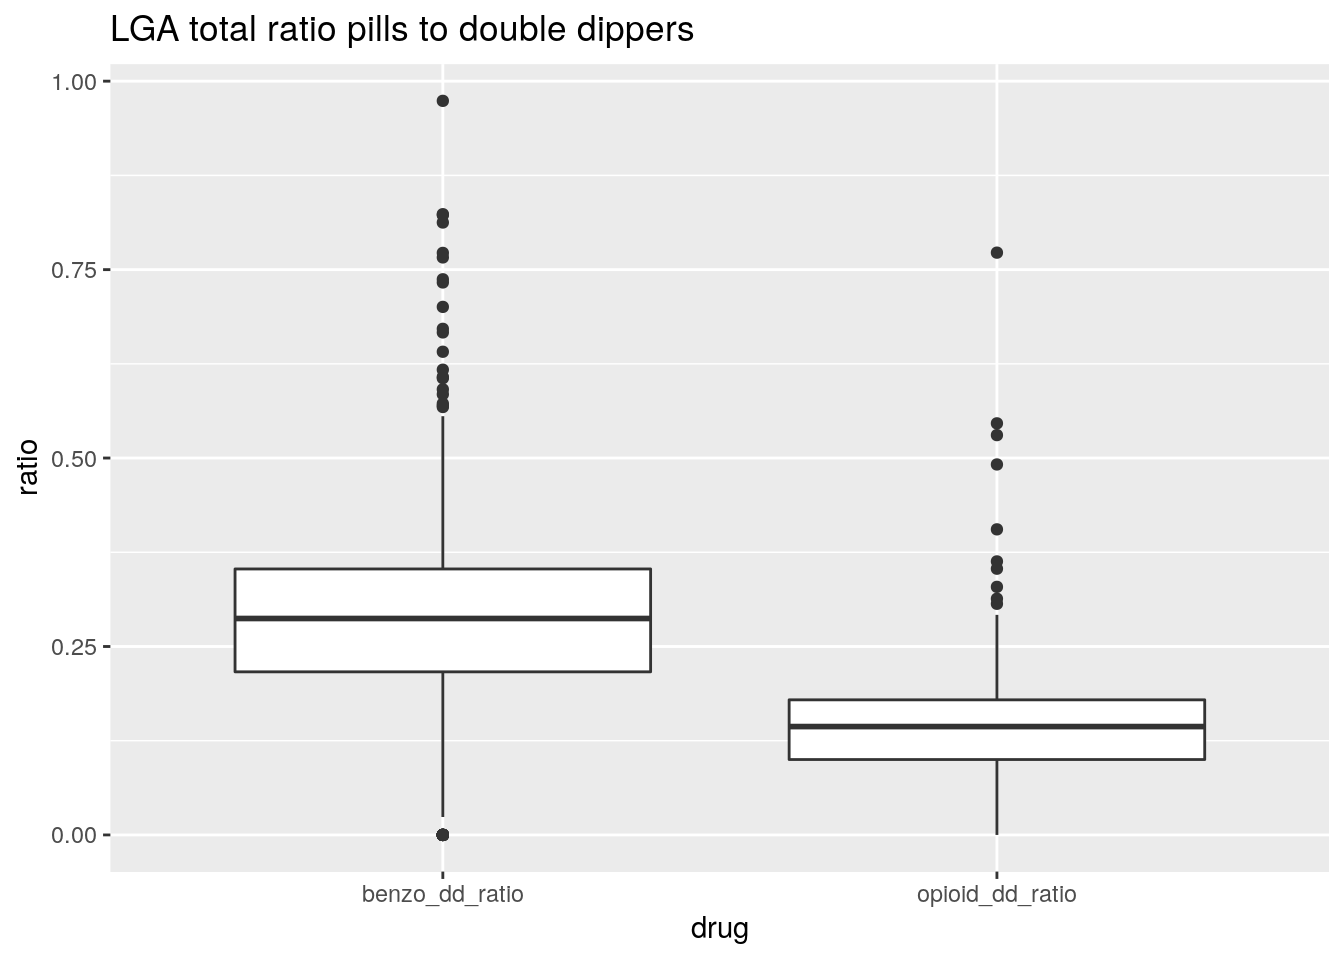 LGA total ratio pills to double dippers
1.00
0.75
0.50
0.25
0.00
ratio
benzo_dd_ratio opioid_dd_ratio
drug